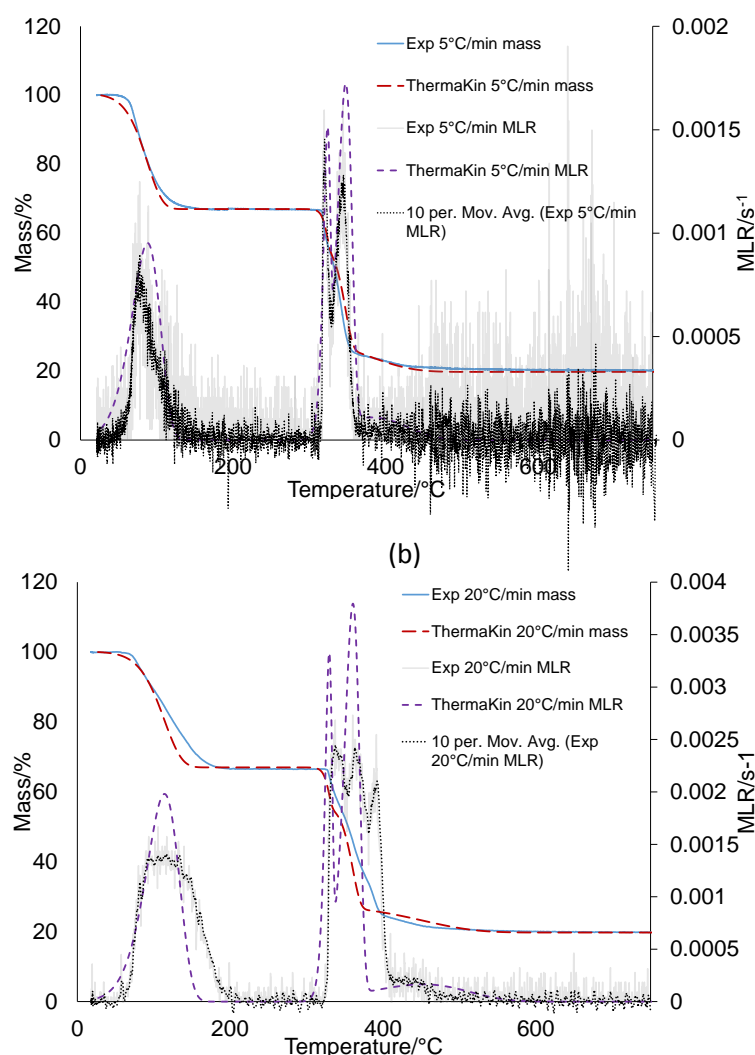 120
100
80
60
40
20
0
Mass/%
0
200
400
600
Temperature/°C
0.002
0.0015
0.001
0.0005
0
MLR/s-1
Exp 5°C/min mass
ThermaKin 5°C/min mass
Exp 5°C/min MLR
ThermaKin 5°C/min MLR
10 per. Mov. Avg. (Exp 5°C/min
MLR)
(b)
120
100
80
60
40
20
0
Mass/%
0
200
400
600
Temperature/°C
0.004
0.0035
0.003
0.0025
0.002
0.0015
0.001
0.0005
0
MLR/s-1
Exp 20°C/min mass
ThermaKin 20°C/min mass
Exp 20°C/min MLR
ThermaKin 20°C/min MLR
10 per. Mov. Avg. (Exp
20°C/min MLR)